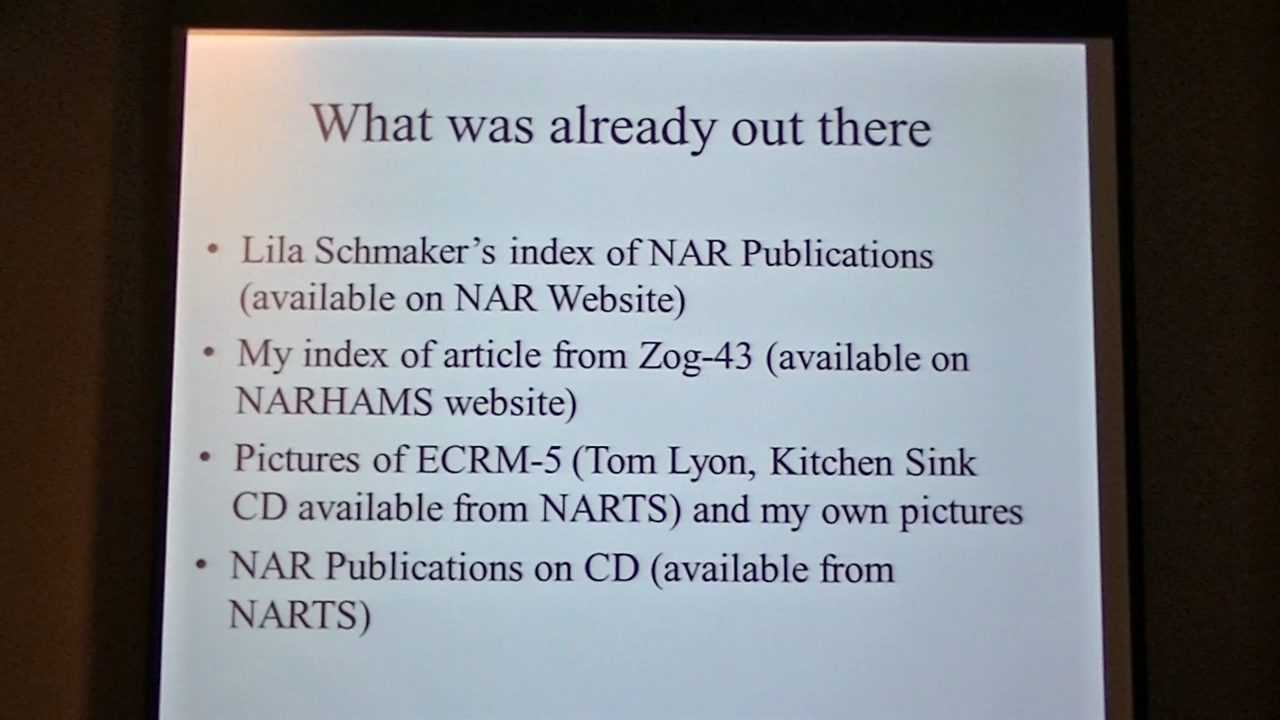 What was already out there
• Lila Schmaker’s index of NAR Publications
(available on NAR Website)
• My index of article from Zog-43 (available on
NARHAMS website)
• Pictures of ECRM-5 (Tom Lyon, Kitchen Sink
CD available from NARTS) and my own pictures
• NAR Publications on CD (available from
NARTS)